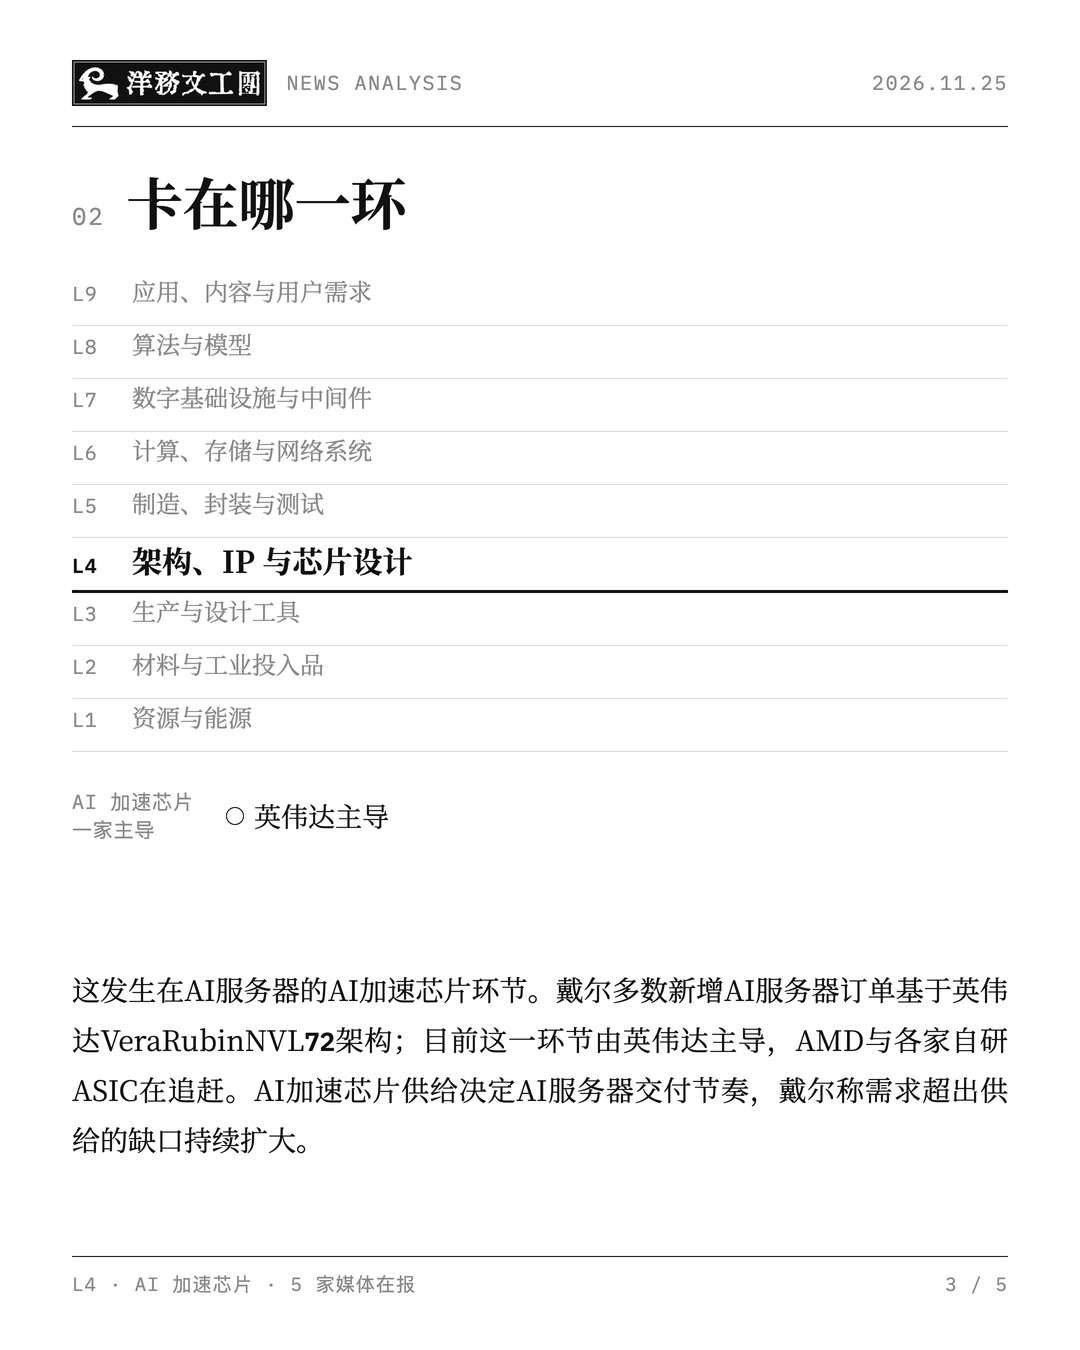 洋務文工團 NEWS ANALYSIS 2026.11.25
02 卡在哪一环
L9 应用、内容与用户需求
L8 算法与模型
L7 数字基础设施与中间件
L6 计算、存储与网络系统
L5 制造、封装与测试
L4 架构、IP 与芯片设计
L3 生产与设计工具
L2 材料与工业投入品
L1 资源与能源
AI 加速芯片
一家主导
○ 英伟达主导
这发生在AI服务器的AI加速芯片环节。戴尔多数新增AI服务器订单基于英伟
达VeraRubinNVL72架构；目前这一环节由英伟达主导，AMD与各家自研
ASIC在追赶。AI加速芯片供给决定AI服务器交付节奏，戴尔称需求超出供
给的缺口持续扩大。
L4 · AI 加速芯片 · 5 家媒体在报 3 / 5